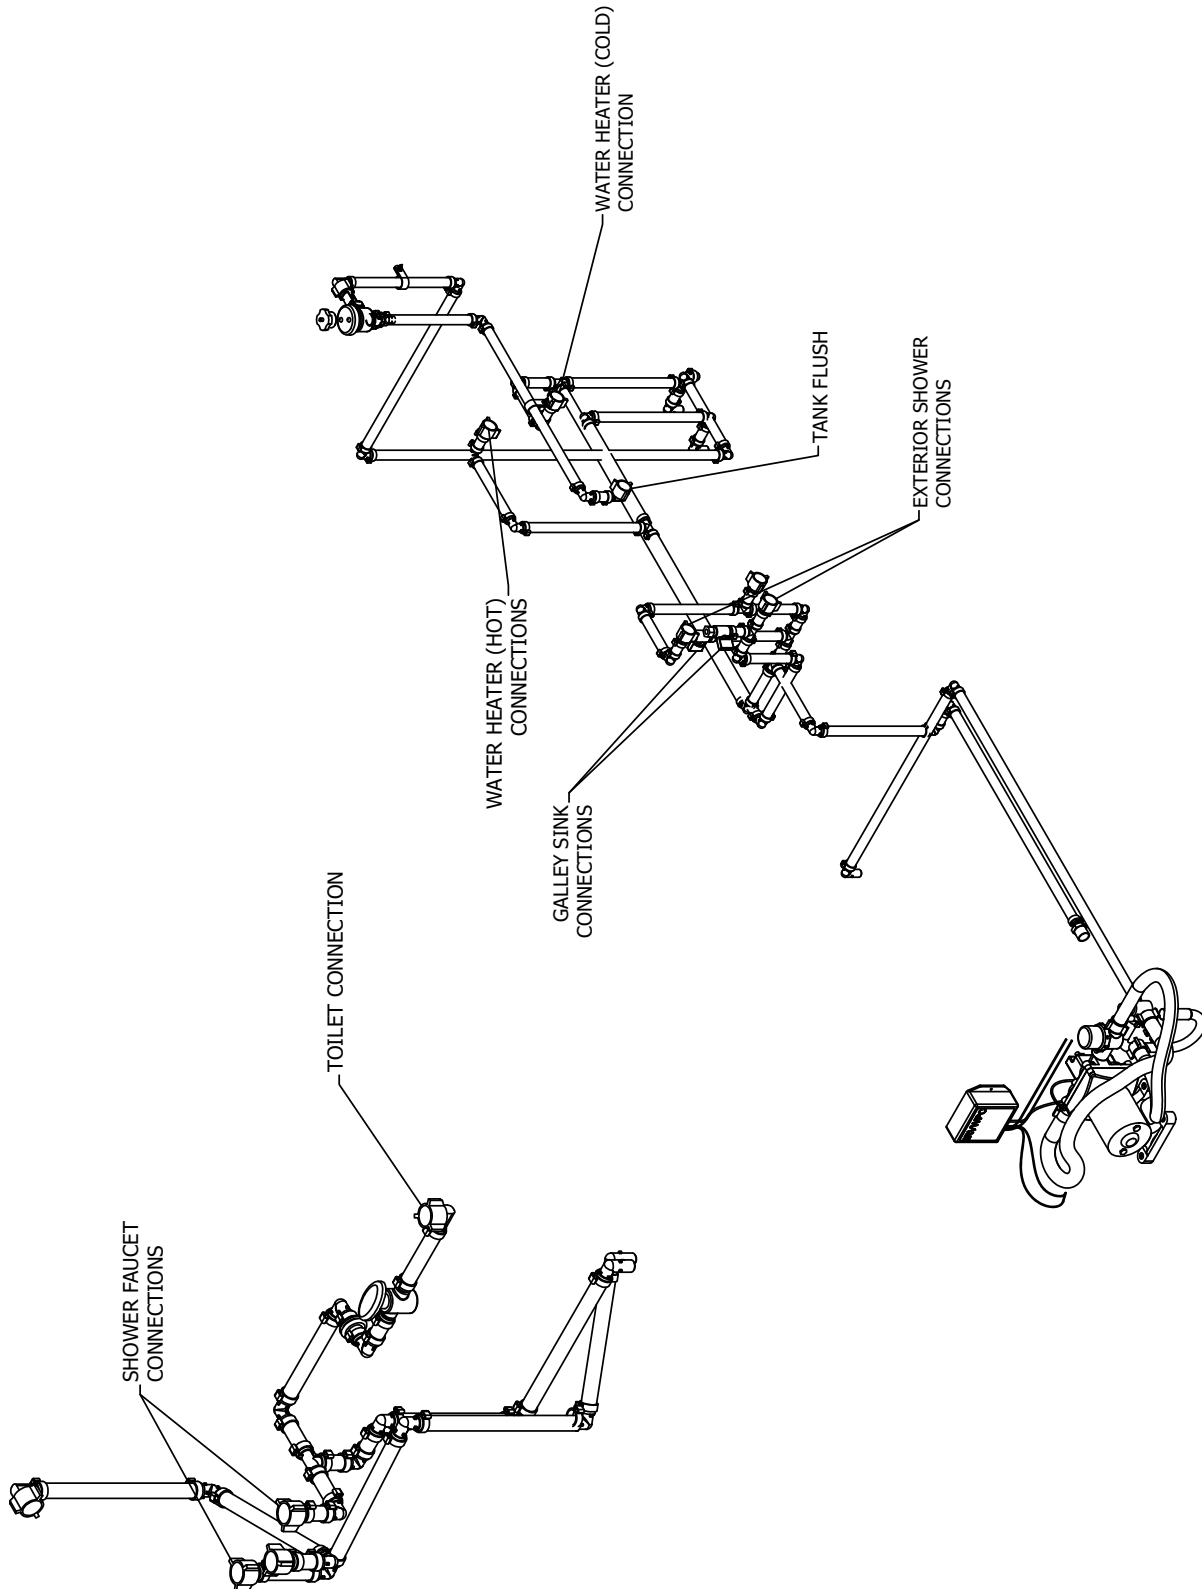 WATER HEATER (COLD)
CONNECTION
TANK FLUSH
EXTERIOR SHOWER
CONNECTIONS
WATER HEATER (HOT)
CONNECTIONS
GALLEY SINK
CONNECTIONS
TOILET CONNECTION
SHOWER FAUCET
CONNECTIONS